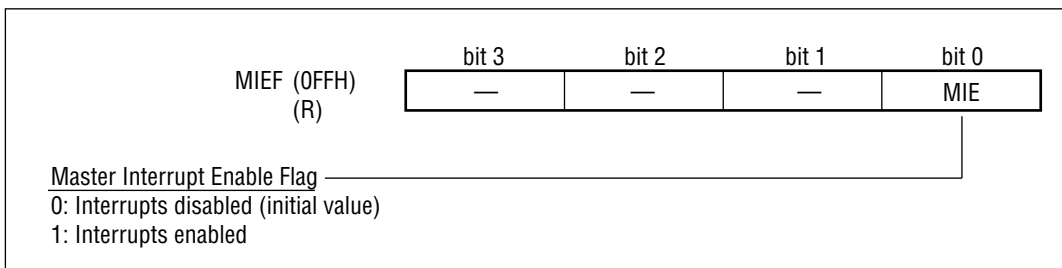 bit 3 bit 2 bit 1 bit 0
MIEF (0FFH) — — — MIE
(R)
Master Interrupt Enable Flag
0: Interrupts disabled (initial value)
1: Interrupts enabled